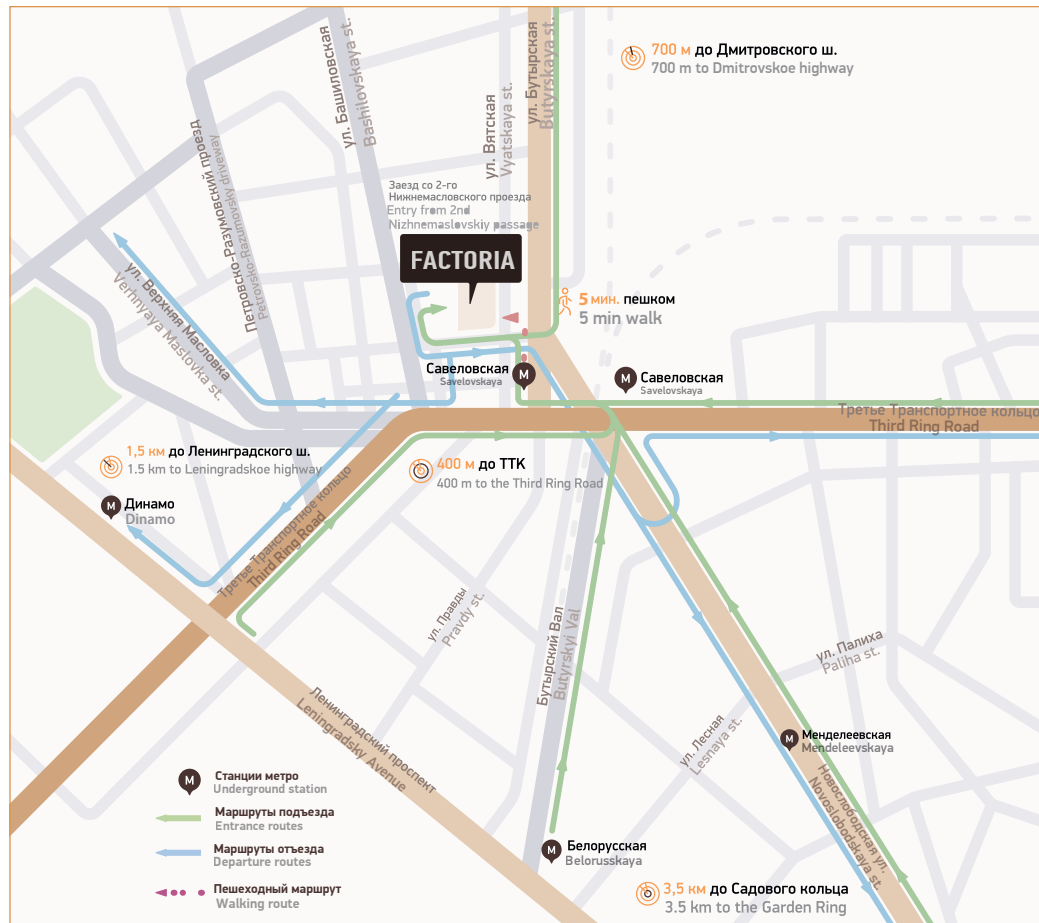 700 м до Дмитровского ш.
700 m to Dmitrovskoe highway
ул. Бутырская
Butyrskaya st.
ул. Башиловская
Bashilovskaya st.
ул. Вятская
Vyatskaya st.
Петровско-Разумовский проезд
Petrovsko-Razumovsky driveway
Заезд со 2-го
Нижнемасловского проезда
Entry from 2nd
Nizhnemaslovskiy passage
FACTORIA
ул. Верхняя Масловка
Verhnyaya Maslovka st.
5 мин. пешком
5 min walk
Савеловская
Savelovskaya
M
M
Савеловская
Savelovskaya
Третье Транспортное кольцо
Third Ring Road
1,5 км до Ленинградского ш.
1.5 km to Leningradskoe highway
400 м до ТТК
400 m to the Third Ring Road
M
Динамо
Dinamo
Третье Транспортное кольцо
Third Ring Road
ул. Правды
Pravdy st.
Бутырский Вал
Butyrskyi Val
ул. Палиха
Paliha st.
Ленинградский проспект
Leningradsky Avenue
ул. Лесная
Lesnaya st.
M
Менделеевская
Mendeleevskaya
Новослободская ул.
Novoslobodskaya st.
M
Станции метро
Underground station
Маршруты подъезда
Entrance routes
Маршруты отъезда
Departure routes
Пешеходный маршрут
Walking route
M
Белорусская
Belorusskaya
3,5 км до Садового кольца
3.5 km to the Garden Ring